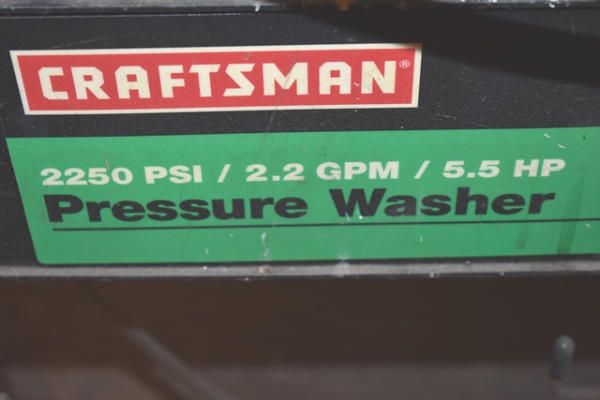 CRAFTSMAN®
2250 PSI / 2.2 GPM / 5.5 HP
Pressure Washer